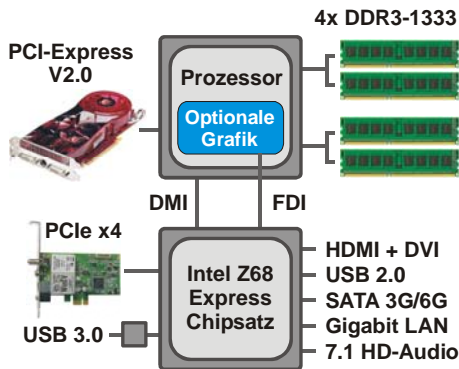 4x DDR3-1333
PCI-Express
V2.0
Prozessor
Optionale
Grafik
DMI
FDI
PCIe x4
Intel Z68
Express
Chipsatz
USB 3.0
HDMI + DVI
USB 2.0
SATA 3G/6G
Gigabit LAN
7.1 HD-Audio